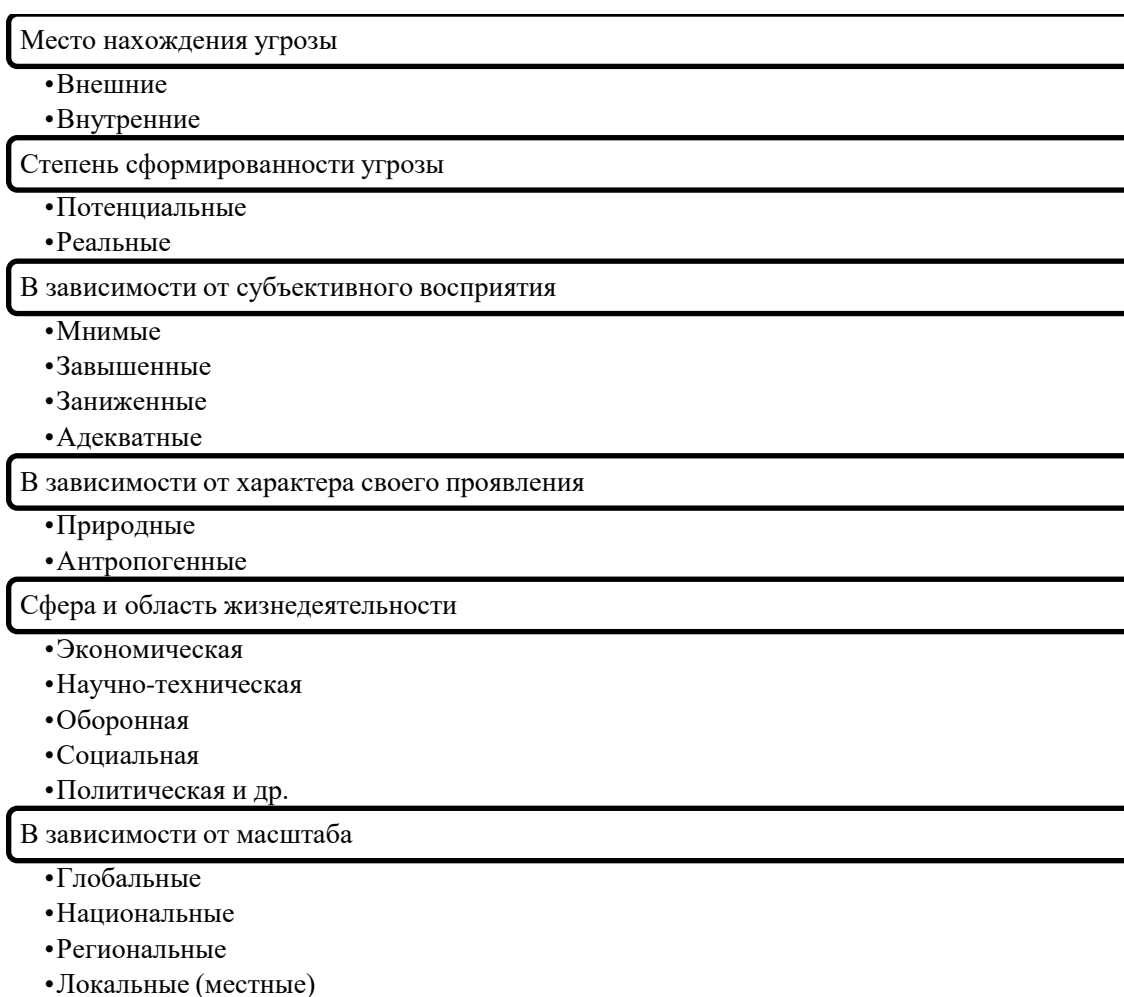 Место нахождения угрозы
•Внешние
•Внутренние
Степень сформированности угрозы
•Потенциальные
•Реальные
В зависимости от субъективного восприятия
•Мнимые
•Завышенные
•Заниженные
•Адекватные
В зависимости от характера своего проявления
•Природные
•Антропогенные
Сфера и область жизнедеятельности
•Экономическая
•Научно-техническая
•Оборонная
•Социальная
•Политическая и др.
В зависимости от масштаба
•Глобальные
•Национальные
•Региональные
•Локальные (местные)